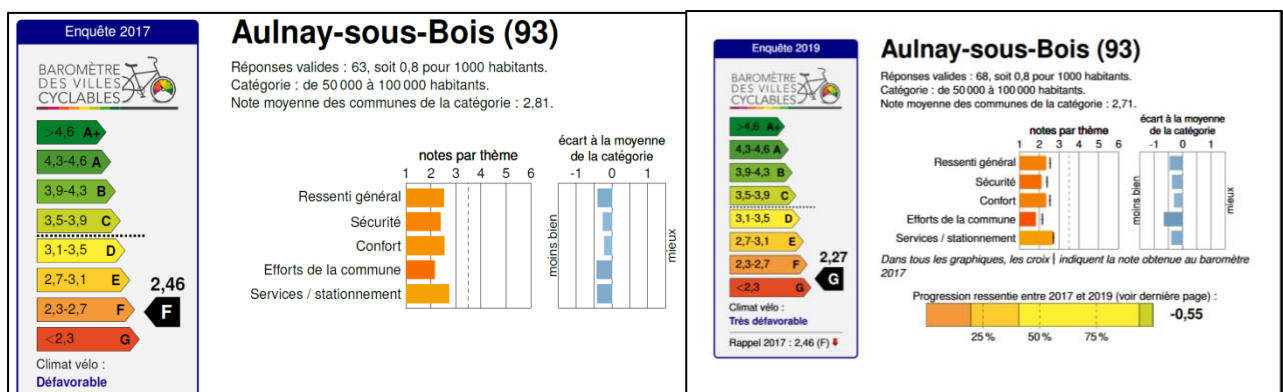 Enquête 2017
BAROMÈTRE
DES VILLES
CYCLABLES
>4,6 A+
4,3-4,6 A
3,9-4,3 B
3,5-3,9 C
3,1-3,5 D
2,7-3,1 E
2,3-2,7 F
<2,3 G
2,46
F
Climat vélo :
Défavorable
Aulnay-sous-Bois (93)
Réponses valides : 63, soit 0,8 pour 1000 habitants.
Catégorie : de 50 000 à 100 000 habitants.
Note moyenne des communes de la catégorie : 2,81.
notes par thème
1 2 3 4 5 6
écart à la moyenne
de la catégorie
-1 0 1
Ressenti général
Sécurité
Confort
Efforts de la commune
Services / stationnement
moins bien
mieux
Enquête 2019
BAROMÈTRE
DES VILLES
CYCLABLES
>4,6 A+
4,3-4,6 A
3,9-4,3 B
3,5-3,9 C
3,1-3,5 D
2,7-3,1 E
2,3-2,7 F
<2,3 G
2,27
G
Climat vélo :
Très défavorable
Rappel 2017 : 2,46 (F)
Aulnay-sous-Bois (93)
Réponses valides : 68, soit 0,8 pour 1000 habitants.
Catégorie : de 50 000 à 100 000 habitants.
Note moyenne des communes de la catégorie : 2,71.
notes par thème
1 2 3 4 5 6
écart à la moyenne
de la catégorie
-1 0 1
Ressenti général
Sécurité
Confort
Efforts de la commune
Services / stationnement
moins bien
mieux
Dans tous les graphiques, les croix indiquent la note obtenue au baromètre
2017
Progression ressentie entre 2017 et 2019 (voir dernière page) :
-0,55
25 % 50 % 75 %